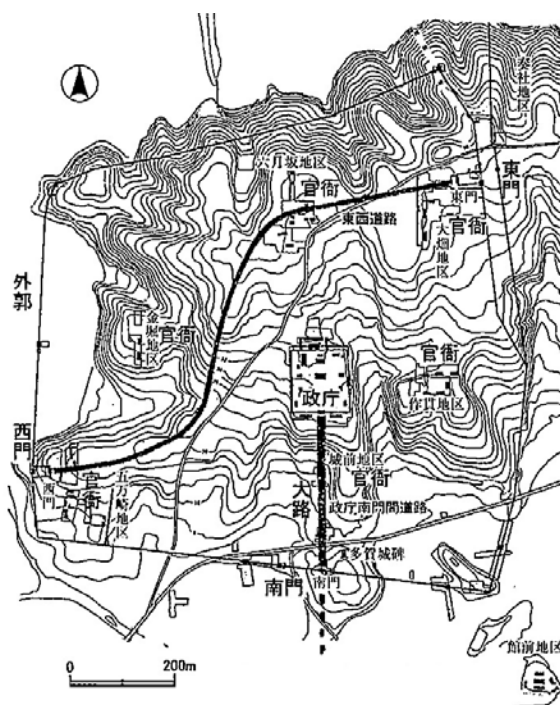 奏社地区
六月坂地区
官衙
東西道路
東門
東門
官衙
大畑地区
外郭
金堀地区
官衙
政庁
官衙
作貫地区
西門
西門
官衙
五万崎地区
城前地区
官衙
大路
政庁南門間道路
多賀城碑
南門
南門
館前地区
0 200m